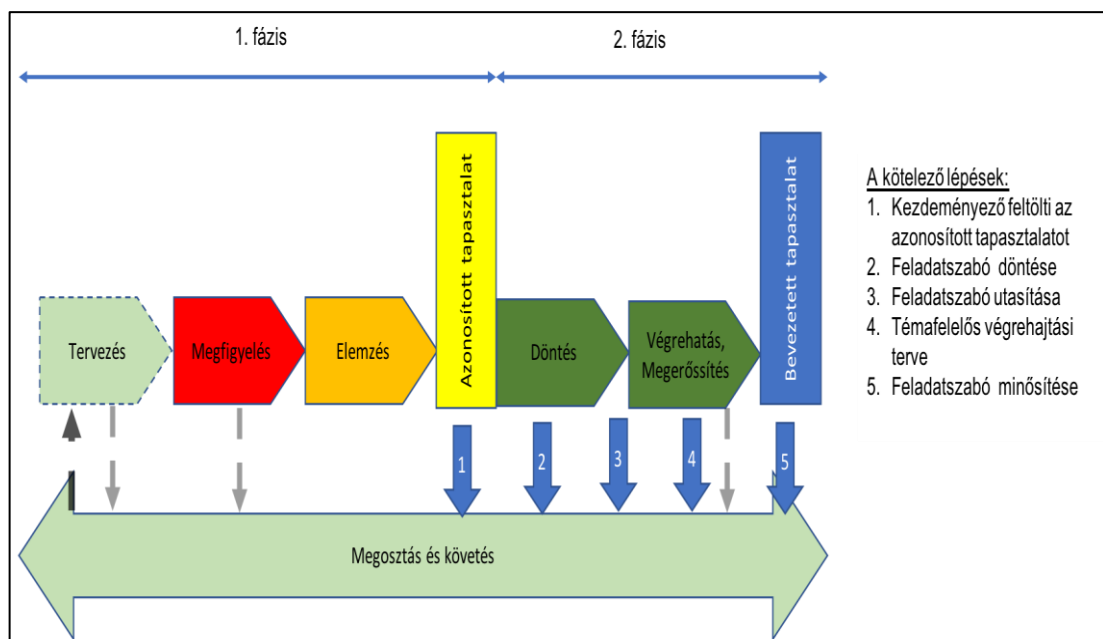 1. fázis
2. fázis
Tervezés
Megfigyelés
Elemzés
Azonosított tapasztalat
Döntés
Végrehatás,
Megerőssítés
Bevezetett tapasztalat
1
2
3
4
5
Megosztás és követés
A kötelező lépések:
1. Kezdeményező feltölti az
azonosított tapasztalatot
2. Feladatszabó döntése
3. Feladatszabó utasítása
4. Témafelelős végrehajtási
terve
5. Feladatszabó minősítése